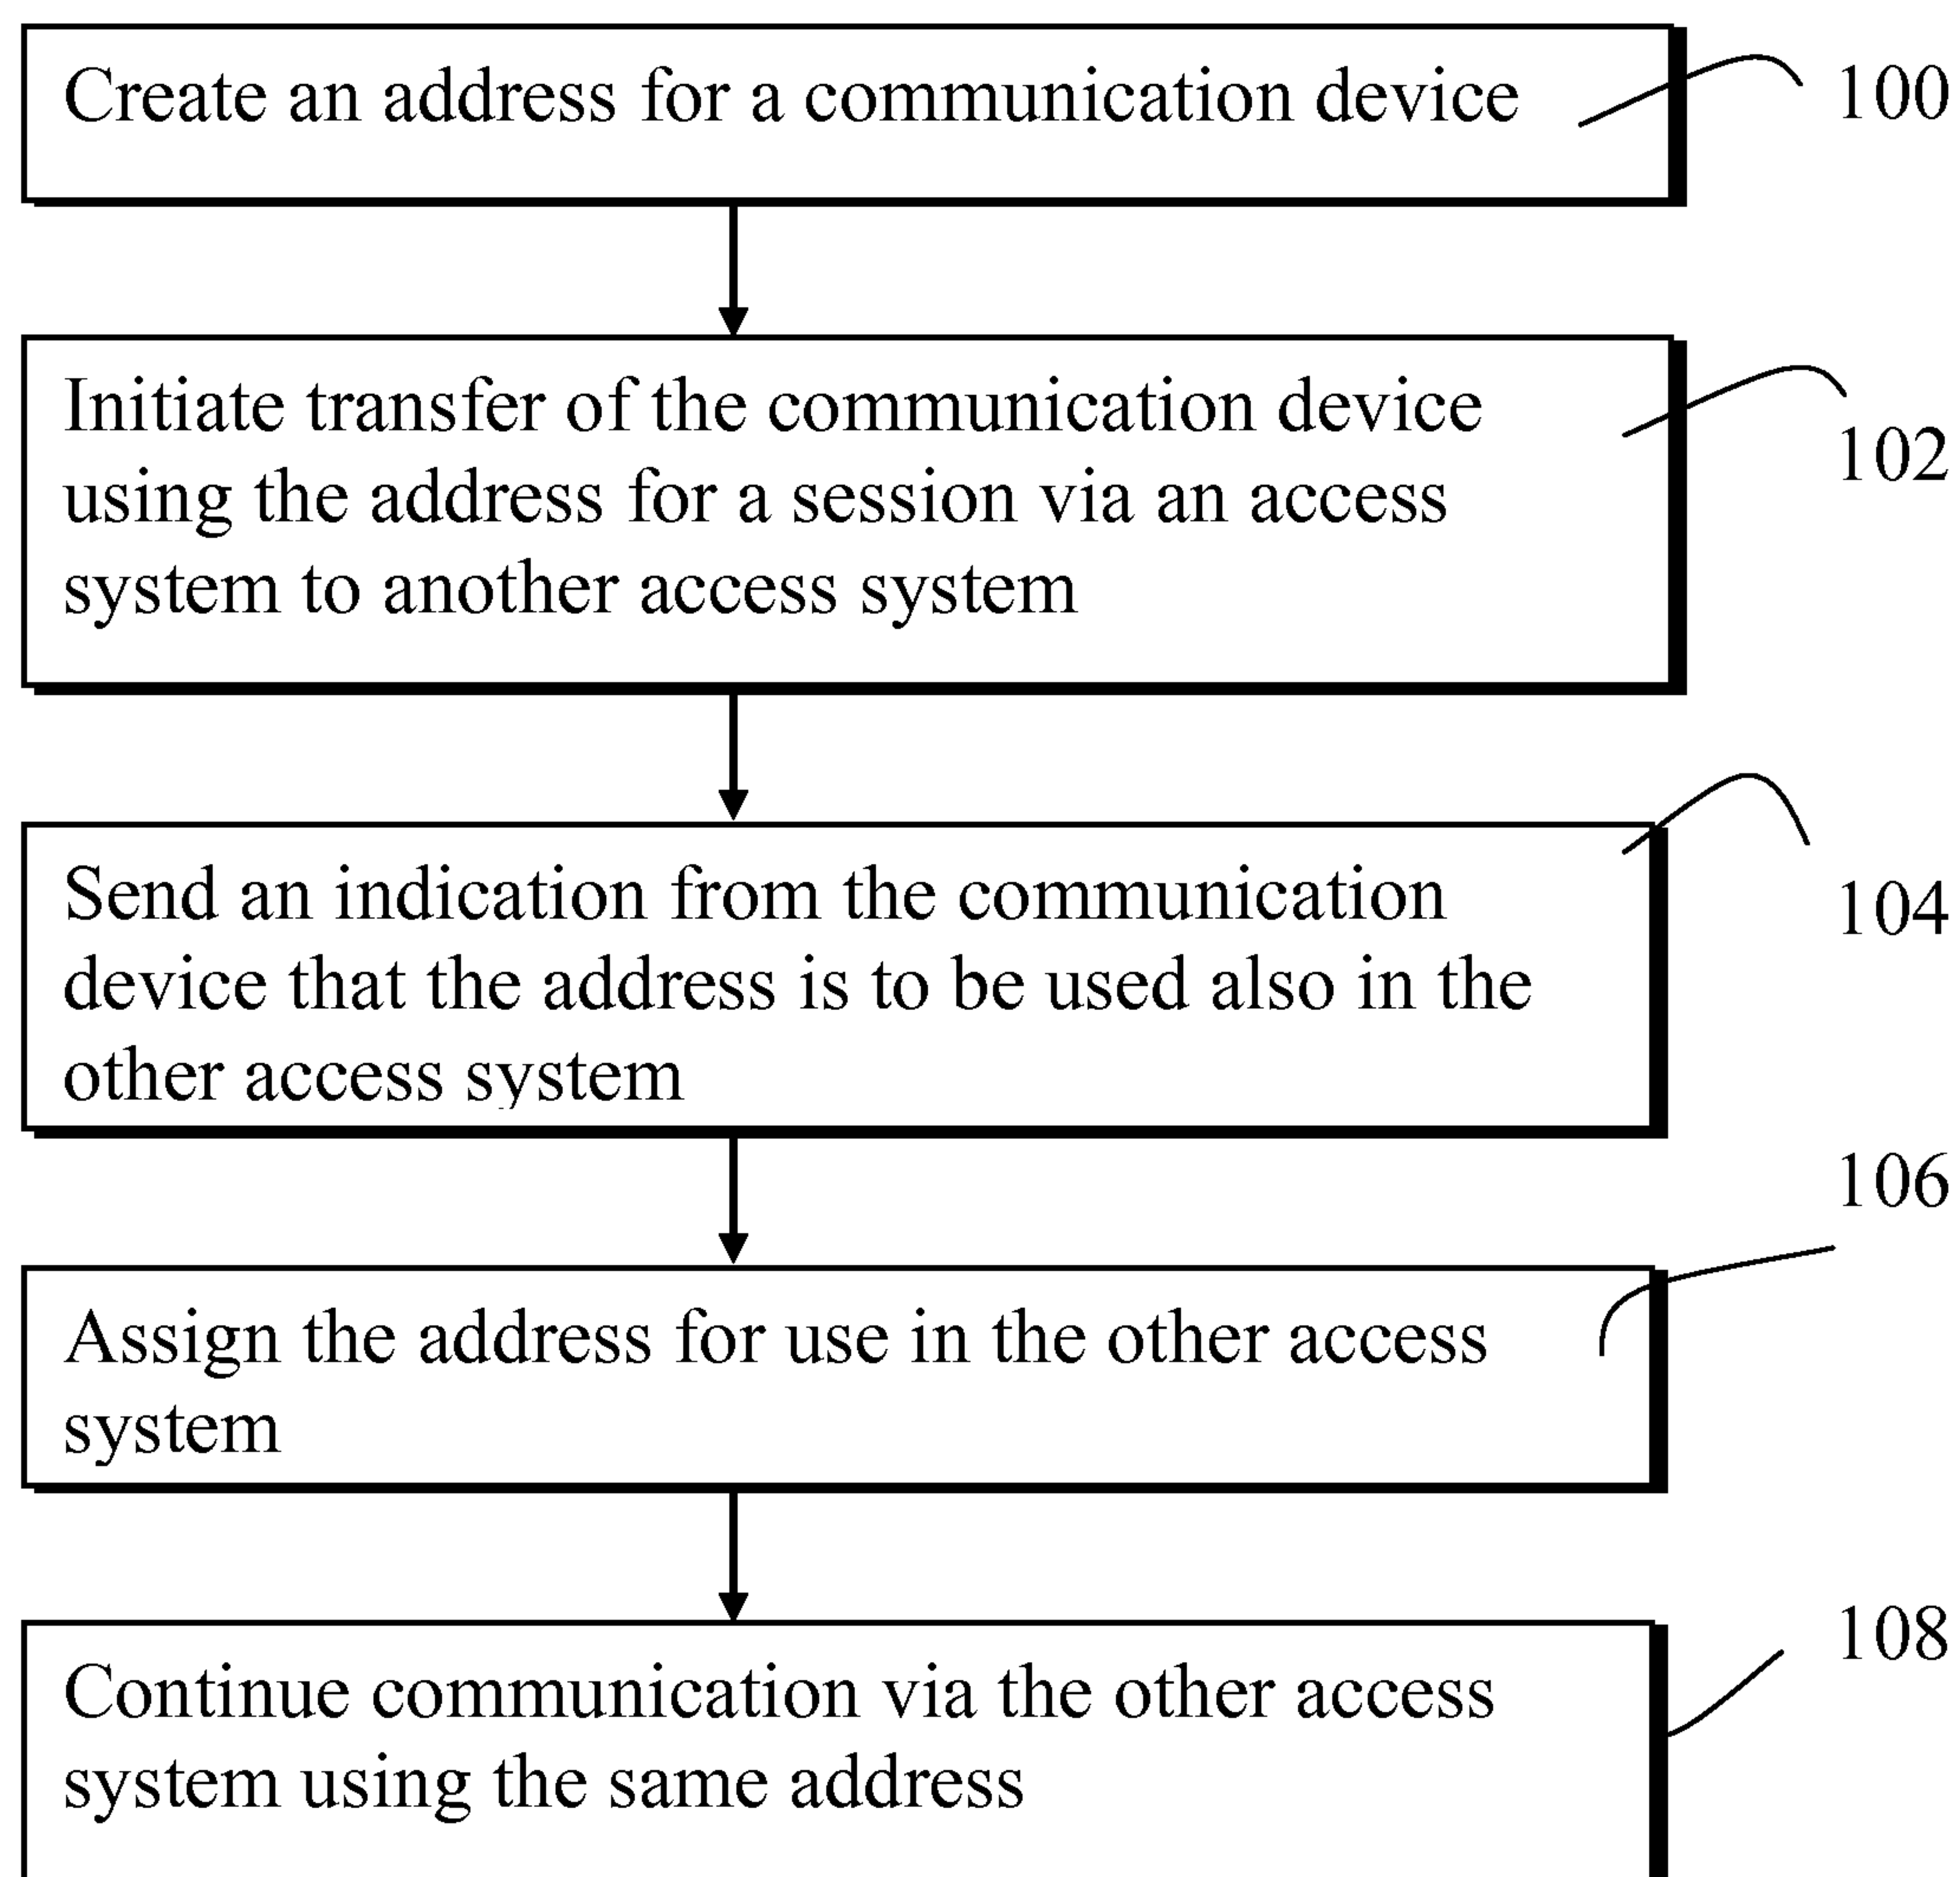 Create an address for a communication device
100
Initiate transfer of the communication device
using the address for a session via an access
system to another access system
102
Send an indication from the communication
device that the address is to be used also in the
other access system
104
106
Assign the address for use in the other access
system
108
Continue communication via the other access
system using the same address